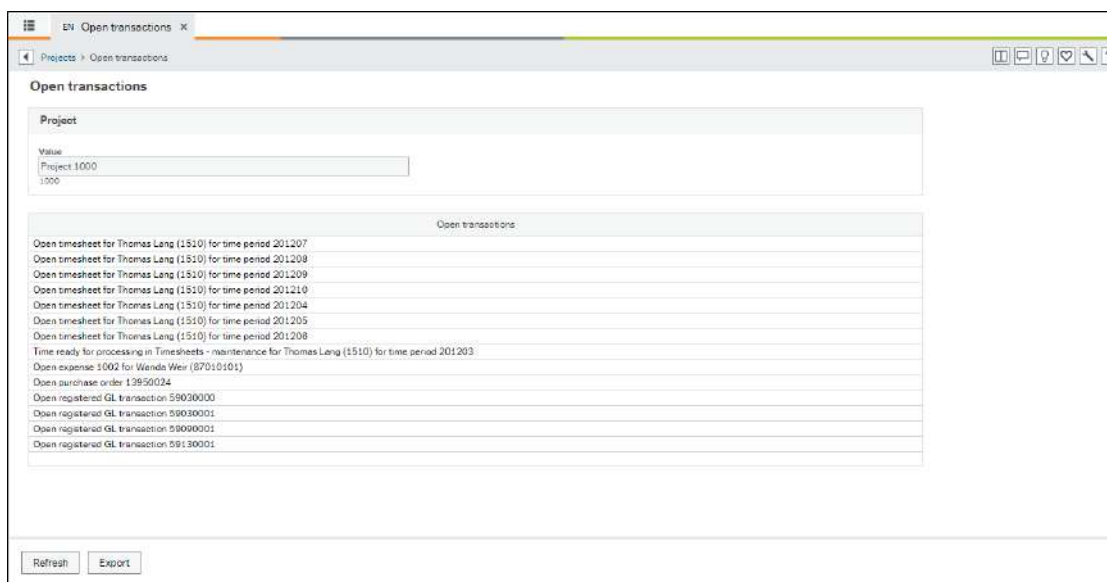 EN Open transactions ×
Projects > Open transactions
Open transactions
Project
Value
Project 1000
1000
Open transactions
Open timesheet for Thomas Lang (1510) for time period 201207
Open timesheet for Thomas Lang (1510) for time period 201208
Open timesheet for Thomas Lang (1510) for time period 201209
Open timesheet for Thomas Lang (1510) for time period 201210
Open timesheet for Thomas Lang (1510) for time period 201204
Open timesheet for Thomas Lang (1510) for time period 201205
Open timesheet for Thomas Lang (1510) for time period 201206
Time ready for processing in Timesheets - maintenance for Thomas Lang (1510) for time period 201203
Open expense 1002 for Wanda Weir (87010101)
Open purchase order 13950024
Open registered GL transaction 59030000
Open registered GL transaction 59030001
Open registered GL transaction 59090001
Open registered GL transaction 59130001
Refresh Export